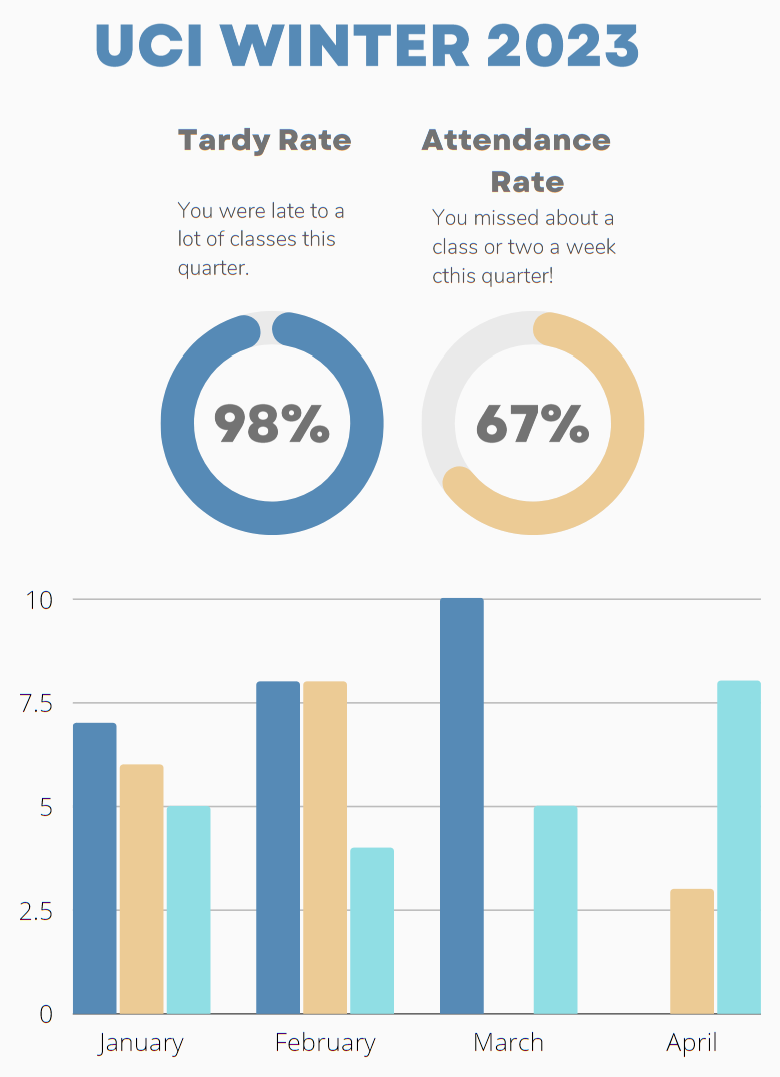 UCI WINTER 2023
Tardy Rate
You were late to a
lot of classes this
quarter.
Attendance
Rate
You missed about a
class or two a week
cthis quarter!
98%
67%
10
7.5
5
2.5
0
January
February
March
April